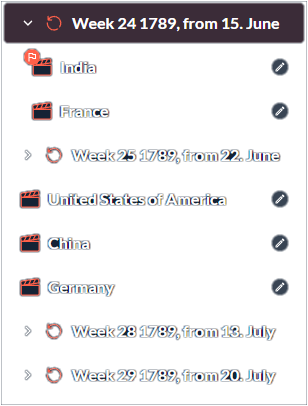 Week 24 1789, from 15. June
India
France
Week 25 1789, from 22. June
United States of America
China
Germany
Week 28 1789, from 13. July
Week 29 1789, from 20. July